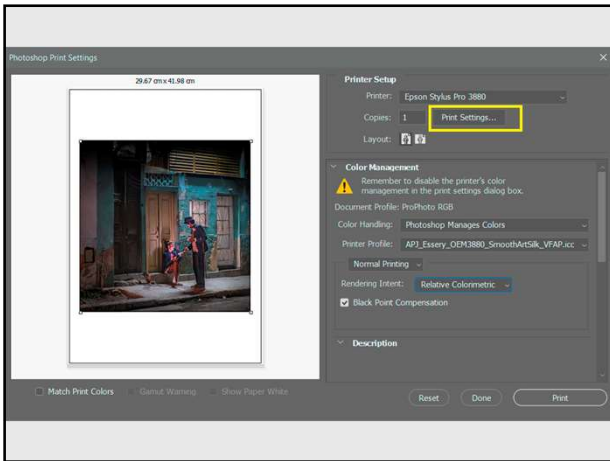 Photoshop Print Settings
29.67 cm x 41.98 cm
Printer Setup
Printer: Epson Stylus Pro 3880
Copies: 1 Print Settings...
Layout:
Color Management
Remember to disable the printer's color
management in the print settings dialog box.
Document Profile: ProPhoto RGB
Color Handling: Photoshop Manages Colors
Printer Profile: APJ_Essery_OEM3880_SmoothArtSilk_VFAP.icc
Normal Printing
Rendering Intent: Relative Colorimetric
Black Point Compensation
Description
Match Print Colors Gamut Warning Show Paper White
Reset Done Print